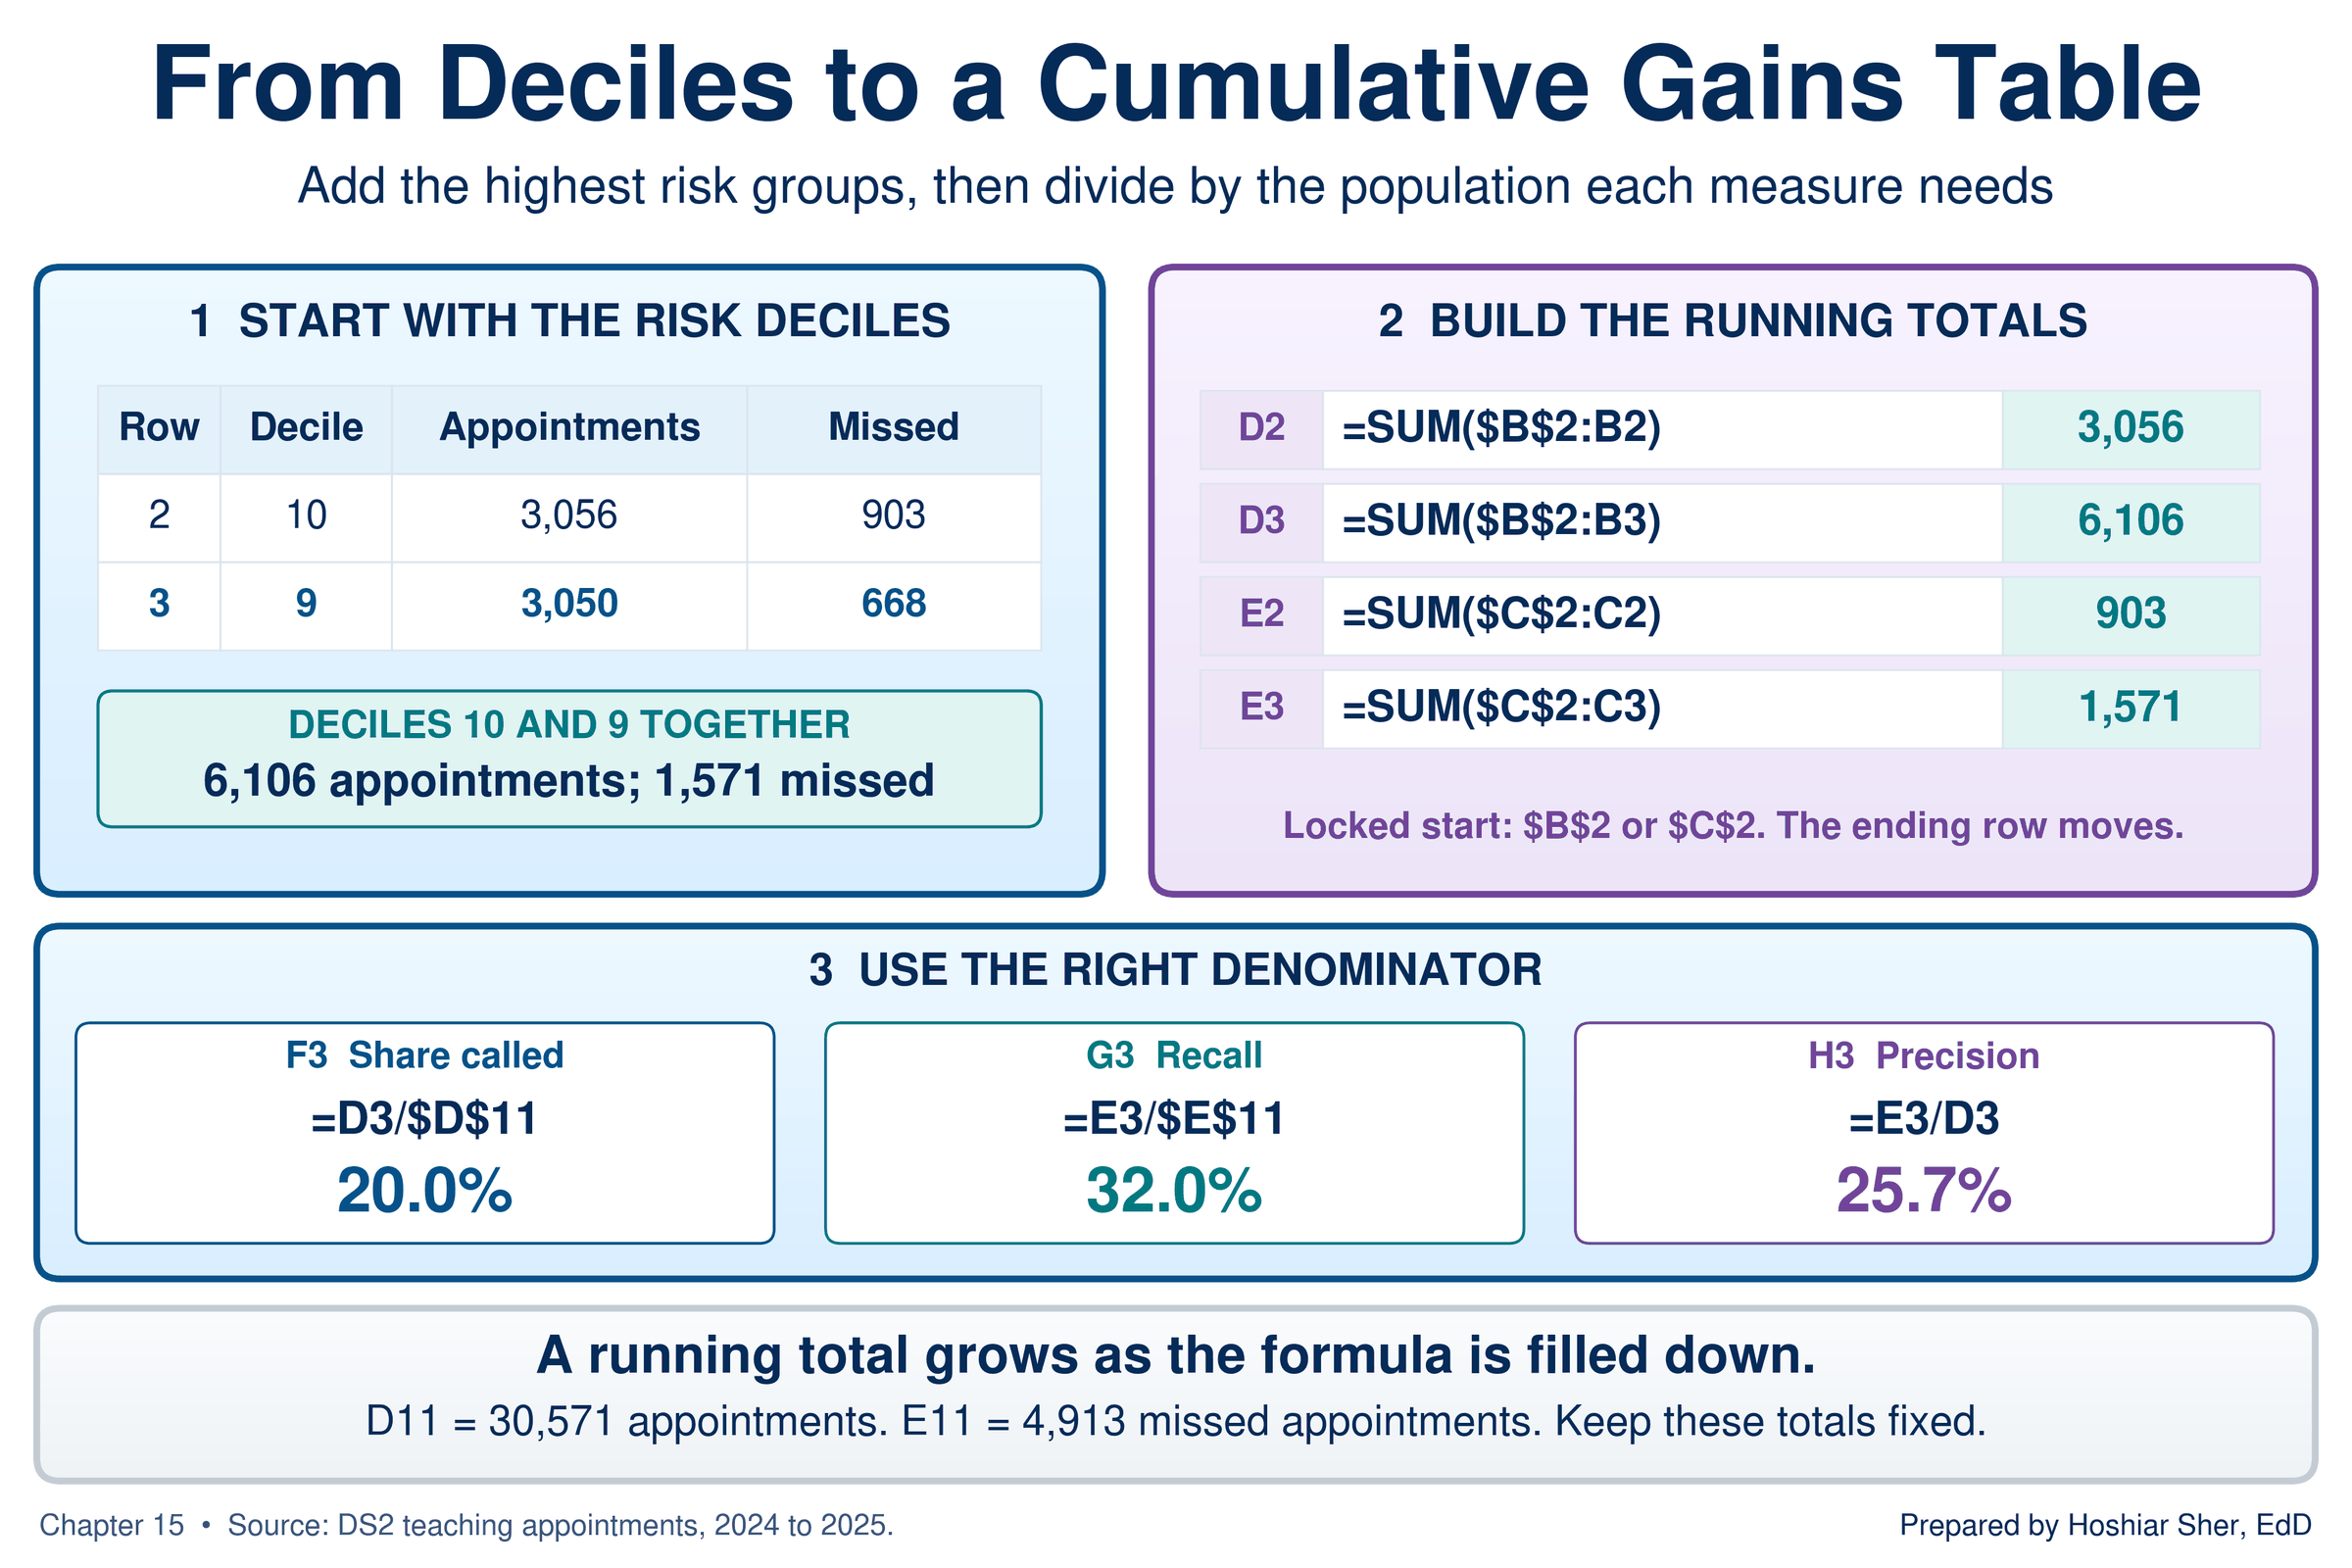 From Deciles to a Cumulative Gains Table
Add the highest risk groups, then divide by the population each measure needs
1 START WITH THE RISK DECILES
Row Decile Appointments Missed
2 10 3,056 903
3 9 3,050 668
DECILES 10 AND 9 TOGETHER
6,106 appointments; 1,571 missed
2 BUILD THE RUNNING TOTALS
D2 =SUM($B$2:B2) 3,056
D3 =SUM($B$2:B3) 6,106
E2 =SUM($C$2:C2) 903
E3 =SUM($C$2:C3) 1,571
Locked start: $B$2 or $C$2. The ending row moves.
3 USE THE RIGHT DENOMINATOR
F3 Share called
=D3/$D$11
20.0%
G3 Recall
=E3/$E$11
32.0%
H3 Precision
=E3/D3
25.7%
A running total grows as the formula is filled down.
D11 = 30,571 appointments. E11 = 4,913 missed appointments. Keep these totals fixed.
Chapter 15 • Source: DS2 teaching appointments, 2024 to 2025.
Prepared by Hoshiar Sher, EdD